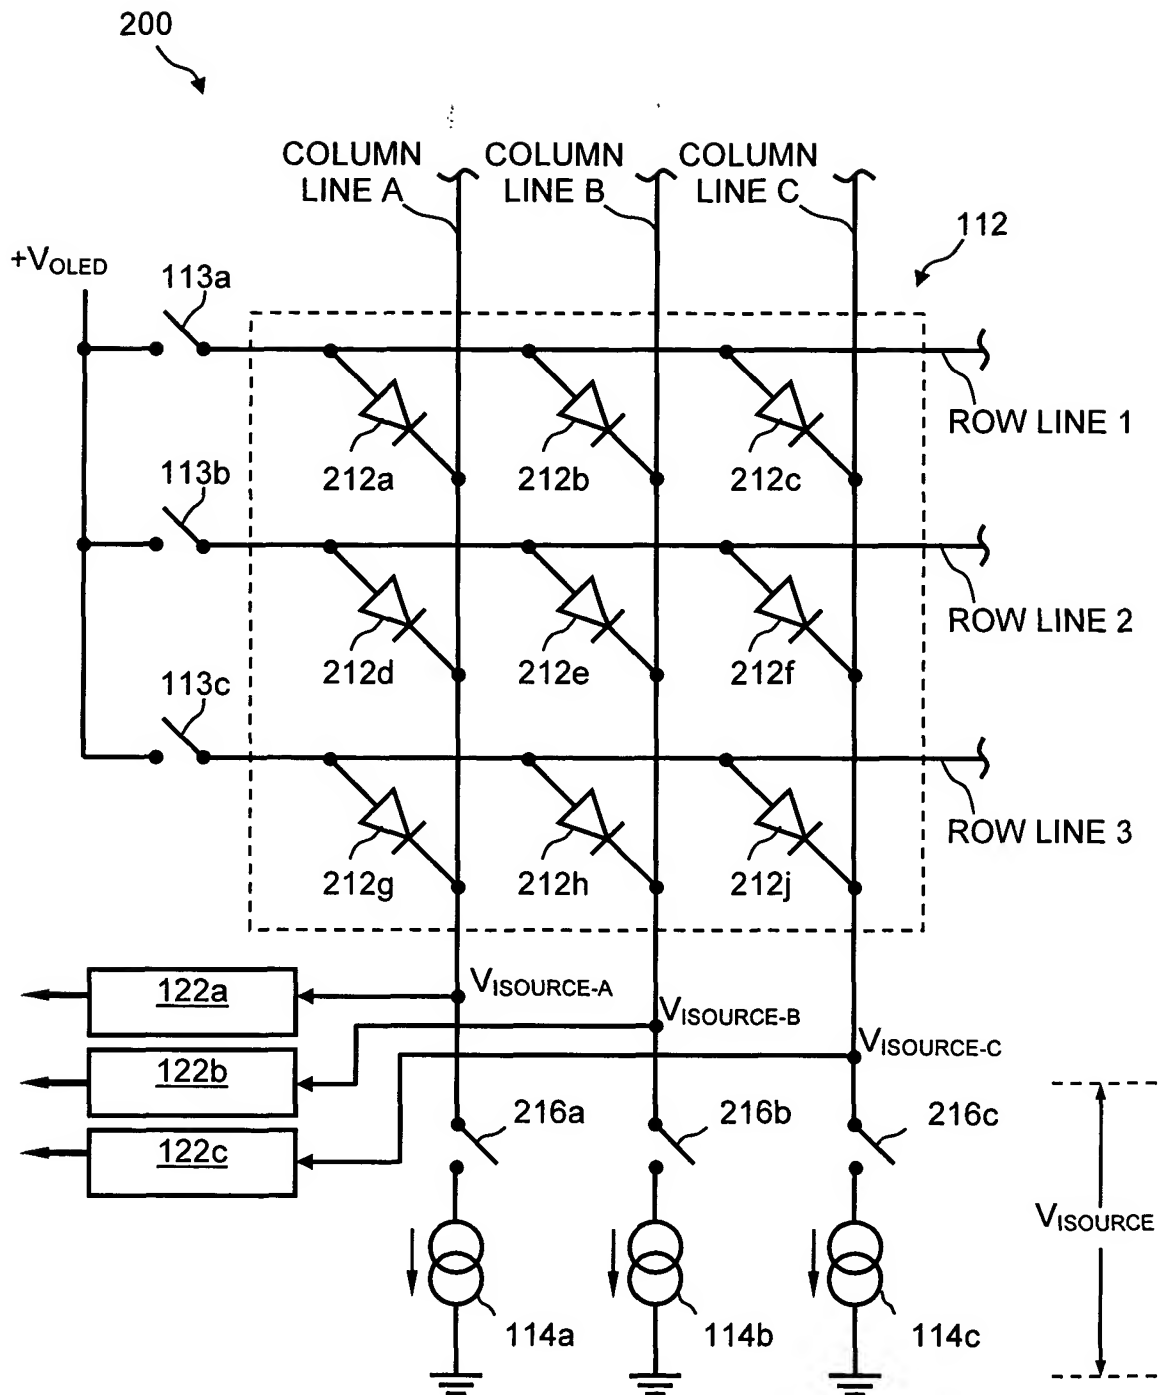 200
COLUMN LINE A
COLUMN LINE B
COLUMN LINE C
112
+VOLED
113a
ROW LINE 1
212a
212b
212c
113b
ROW LINE 2
212d
212e
212f
113c
ROW LINE 3
212g
212h
212j
122a
VISOURCE-A
VISOURCE-B
VISOURCE-C
122b
122c
216a
216b
216c
VISOURCE
114a
114b
114c